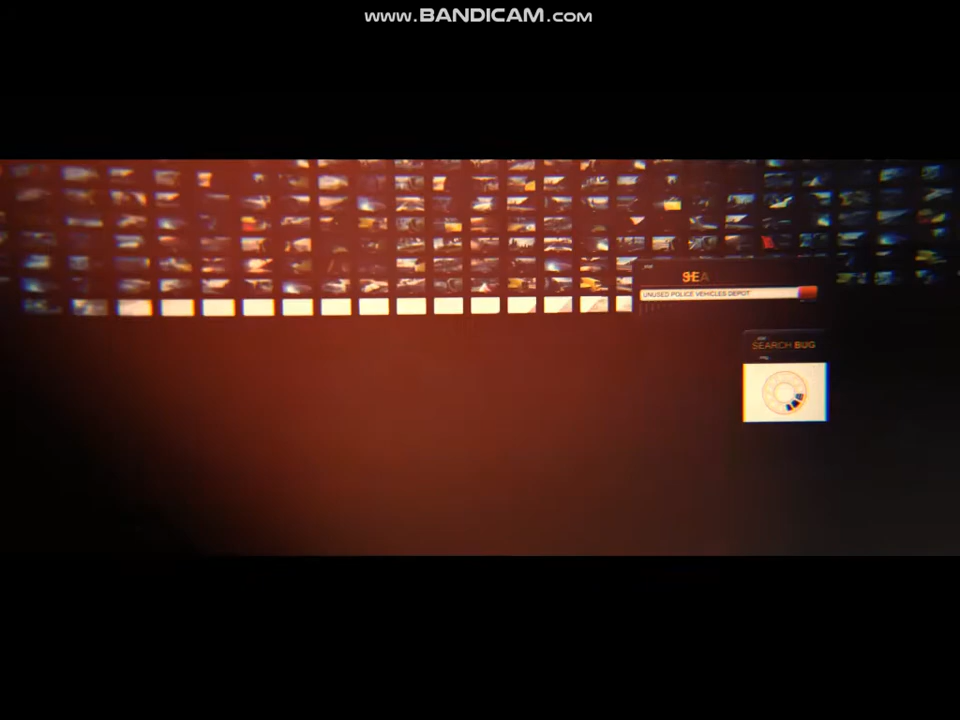 www.BANDICAM.com
SEA
UNUSED POLICE VEHICLES DEPOT
SEARCH BUG